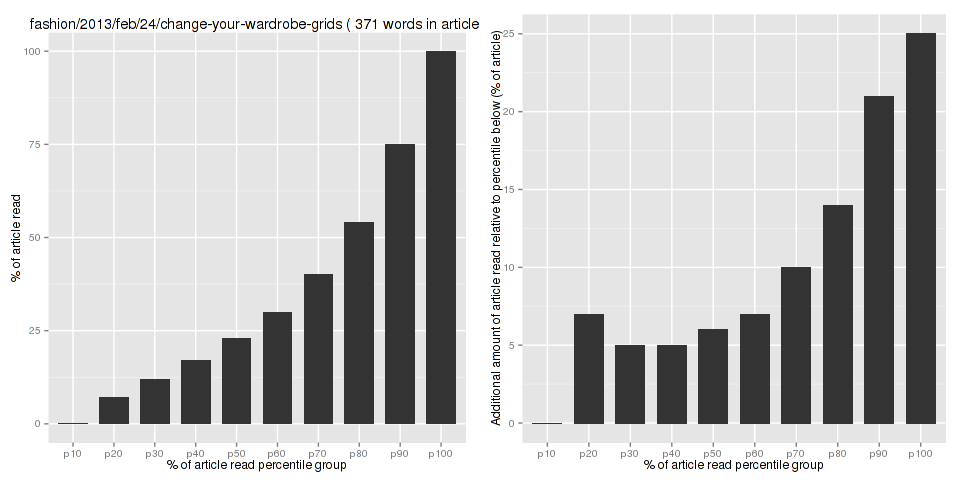 fashion/2013/feb/24/change-your-wardrobe-grids ( 371 words in article
% of article read
100
75
50
25
0
p10 p20 p30 p40 p50 p60 p70 p80 p90 p100
% of article read percentile group
Additional amount of article read relative to percentile below (% of article)
25
20
15
10
5
0
p10 p20 p30 p40 p50 p60 p70 p80 p90 p100
% of article read percentile group